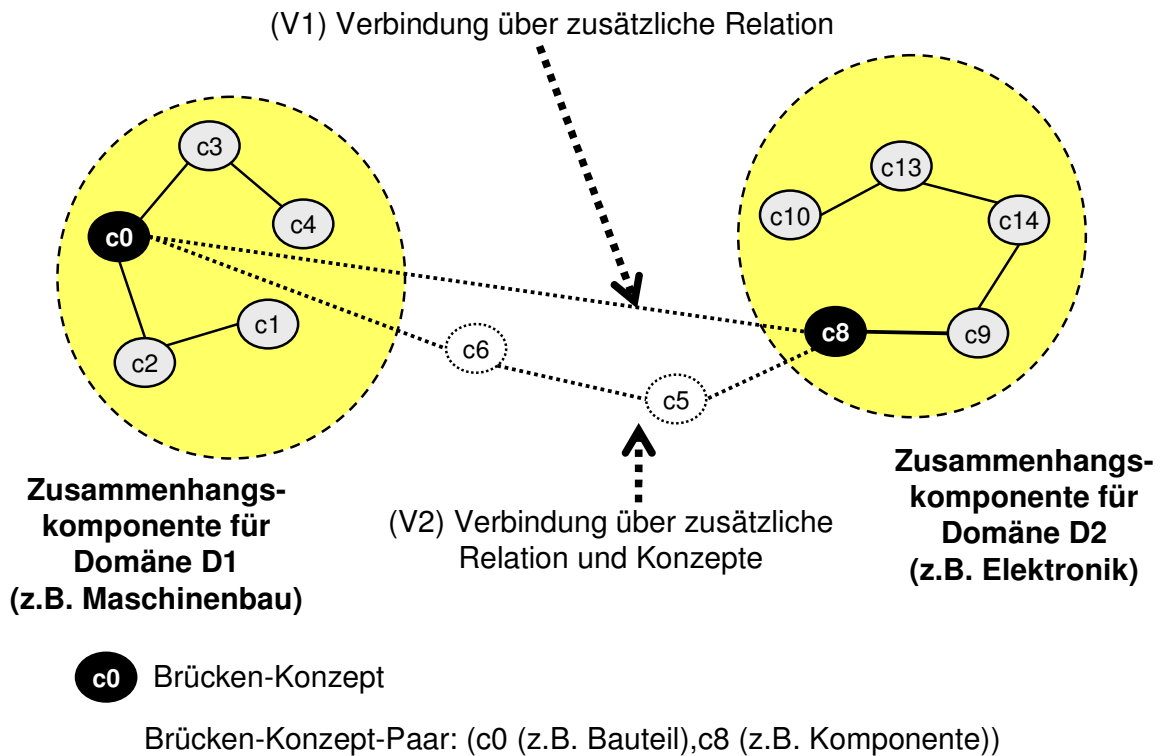 (V1) Verbindung über zusätzliche Relation
c3
c13
c10
c4
c14
c0
c1
c8
c9
c2
c6
c5
Zusammenhangs-
komponente für
Domäne D1
(z.B. Maschinenbau)
(V2) Verbindung über zusätzliche
Relation und Konzepte
Zusammenhangs-
komponente für
Domäne D2
(z.B. Elektronik)
c0 Brücken-Konzept
Brücken-Konzept-Paar: (c0 (z.B. Bauteil),c8 (z.B. Komponente))